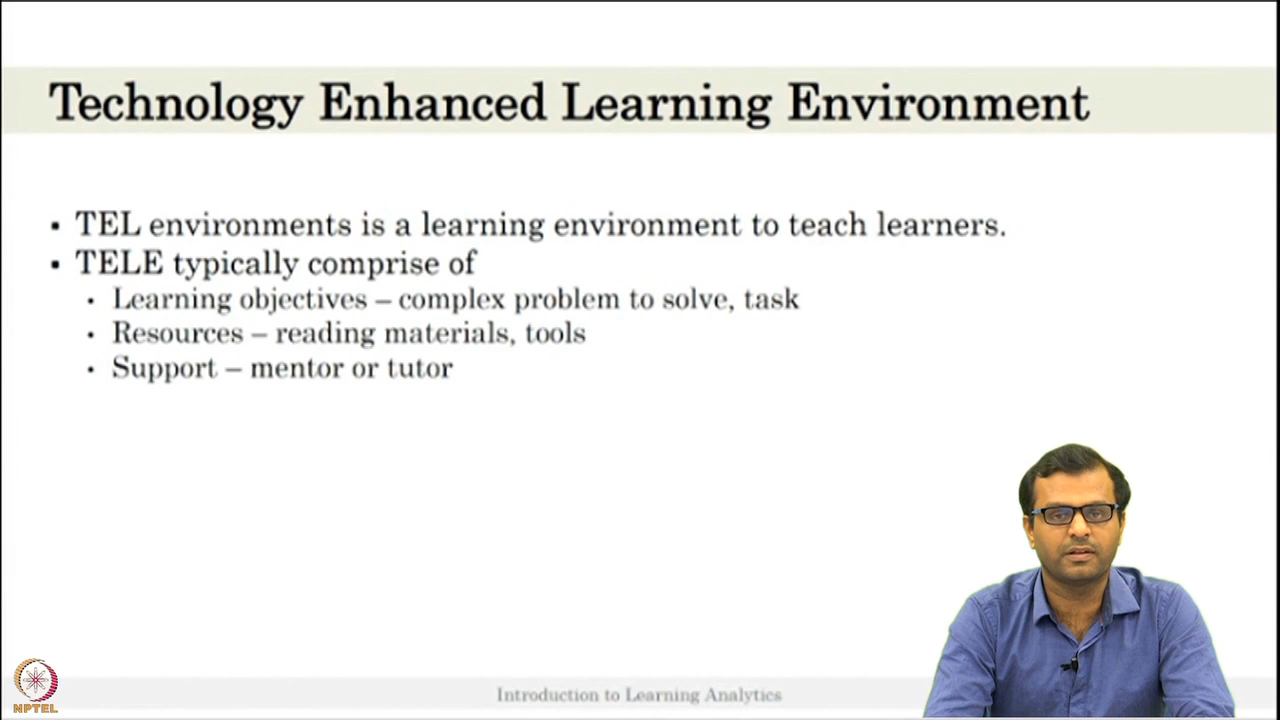 Technology Enhanced Learning Environment
▪ TEL environments is a learning environment to teach learners.
▪ TELE typically comprise of
• Learning objectives – complex problem to solve, task
• Resources – reading materials, tools
• Support – mentor or tutor
NPTEL
Introduction to Learning Analytics